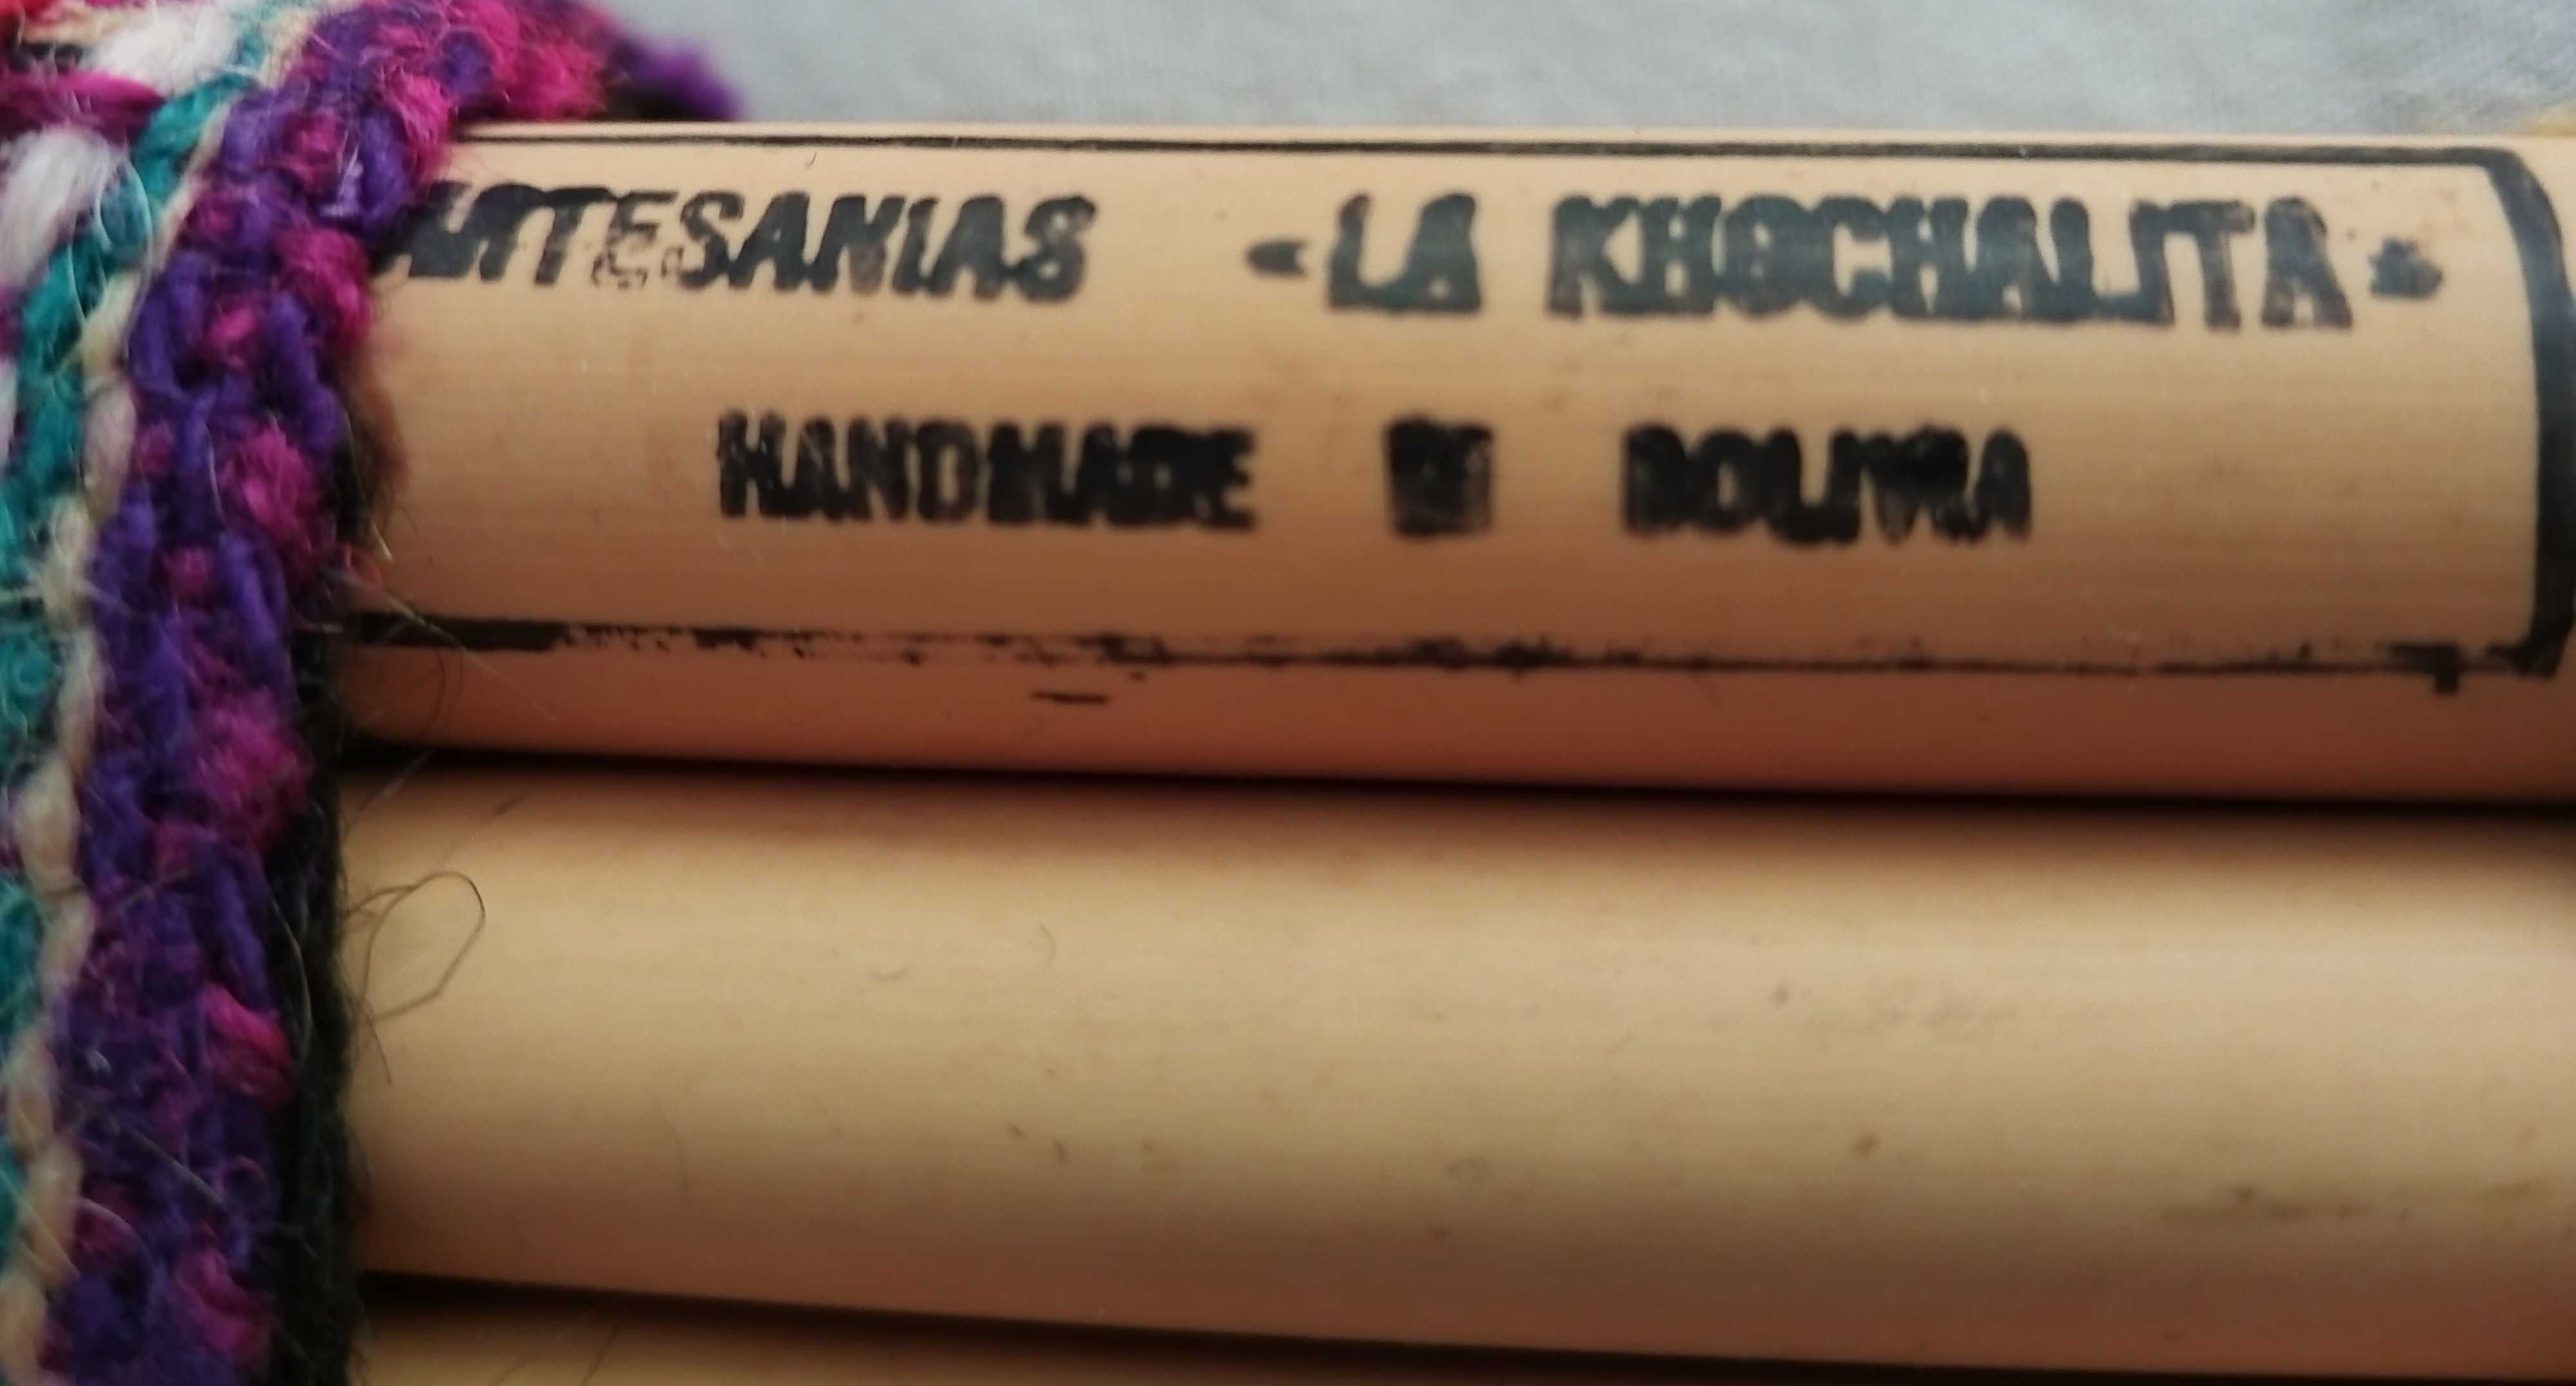 ARTESANIAS "LA KHOCHALITA"
HANDMADE IN BOLIVIA